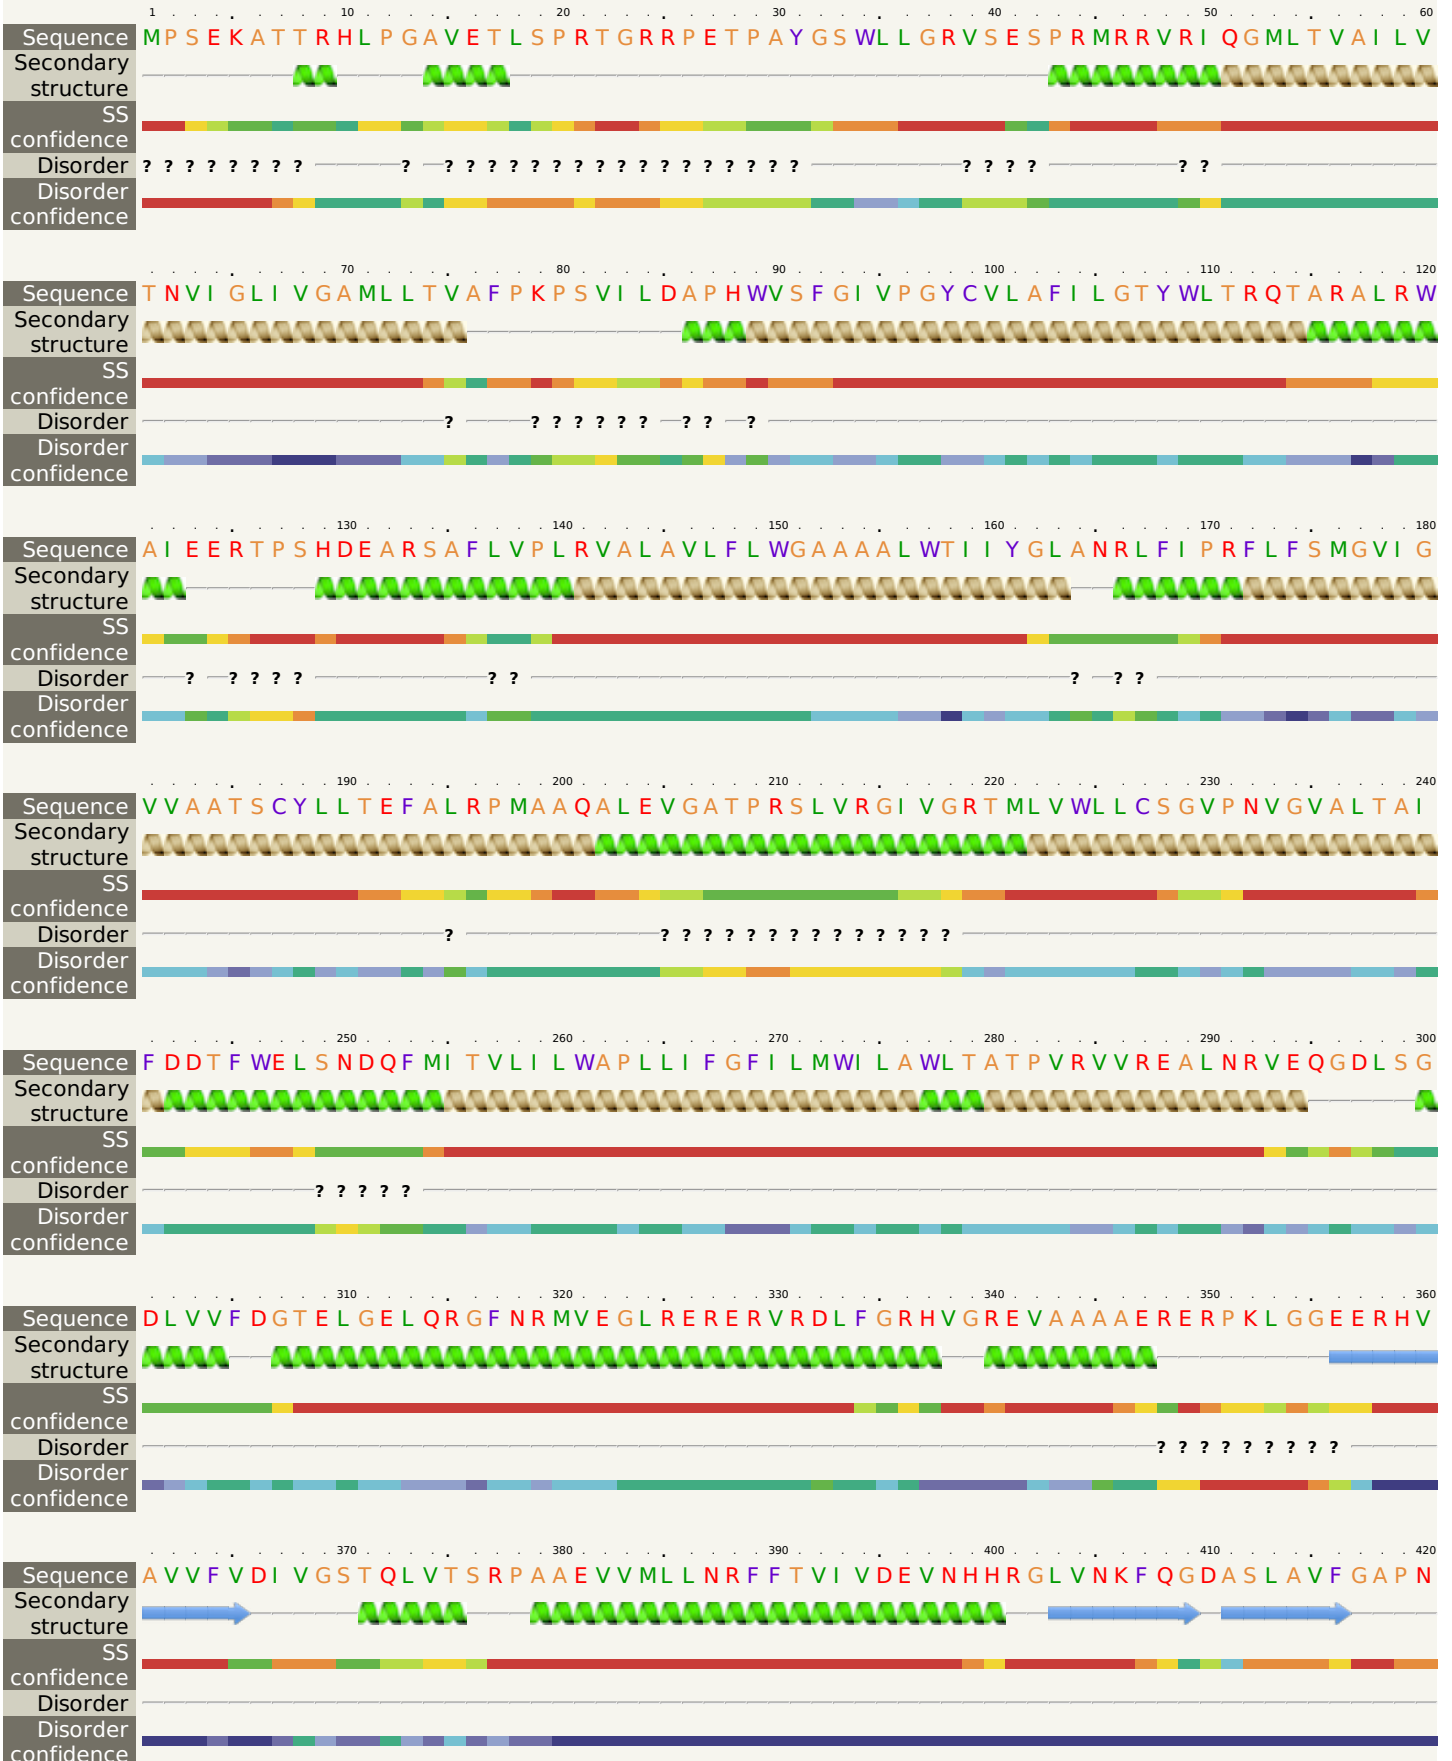 1 10 20 30 40 50 60
Sequence MPSEKATTRHLPGAVETLSPRTGRRPETPAYGSWLLGRVSESPRMRRVRIQGMLTVAILV
Secondary
structure
SS
confidence
Disorder ? ? ? ? ? ? ? ? ? ? ? ? ? ? ? ? ? ? ? ? ? ? ? ? ? ? ? ? ? ? ? ?
Disorder
confidence
70 80 90 100 110 120
Sequence TNVIGLIVGAMLLTVAFPKPSVILDAPHWVSFGIVPGYCVLAFILGTYWLTRQTARALRW
Secondary
structure
SS
confidence
Disorder ? ? ? ? ? ? ? ? ? ?
Disorder
confidence
130 140 150 160 170 180
Sequence AIEERTPSHDEARSAFLVPLRVALAVLFLWGAAAALWTIIYGLANRLFIPRFLFSMGVIG
Secondary
structure
SS
confidence
Disorder ? ? ? ? ? ? ? ? ? ?
Disorder
confidence
190 200 210 220 230 240
Sequence VVAATSCYLLTEFALRPMAAQALEVGATPRSLVRGIVGRTMLVWLLCSGVPNVGVALTAI
Secondary
structure
SS
confidence
Disorder ? ? ? ? ? ? ? ? ? ? ? ? ? ?
Disorder
confidence
250 260 270 280 290 300
Sequence FDDTFWELSNDQFMITVLILWAPLLIFGFILMWILAWLTATPVRVVREALNRVEQGDLSG
Secondary
structure
SS
confidence
Disorder ? ? ? ? ?
Disorder
confidence
310 320 330 340 350 360
Sequence DLVVFDGTELGELQRGFNRMVEGLRERERVRDLFGRHVGREVAAAAERERPKLGGEERHV
Secondary
structure
SS
confidence
Disorder ? ? ? ? ? ? ? ? ?
Disorder
confidence
370 380 390 400 410 420
Sequence AVVFVDIVGSTQLVTSRPAAEVVMLLNRFFTVIVDEVNHHRGLVNKFQGDASLAVFGAPN
Secondary
structure
SS
confidence
Disorder
Disorder
confidence